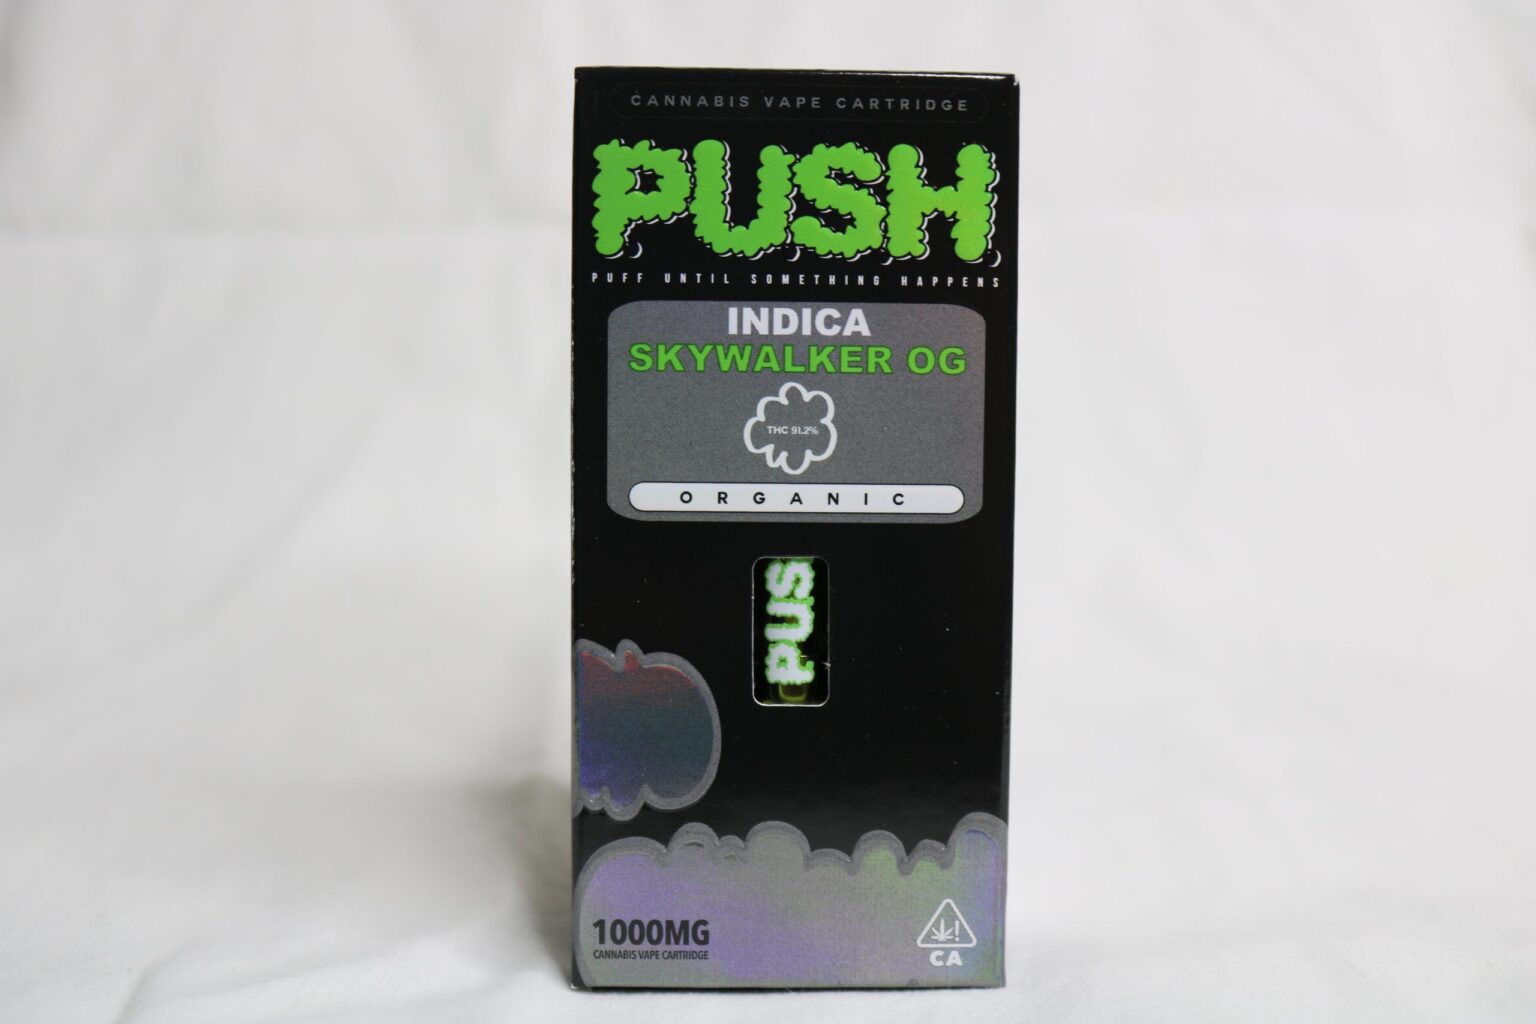 CANNABIS VAPE CARTRIDGE
PUSH
PUFF UNTIL SOMETHING HAPPENS
INDICA
SKYWALKER OG
THC 91.2%
ORGANIC
PUS
1000MG
CANNABIS VAPE CARTRIDGE
!
CA